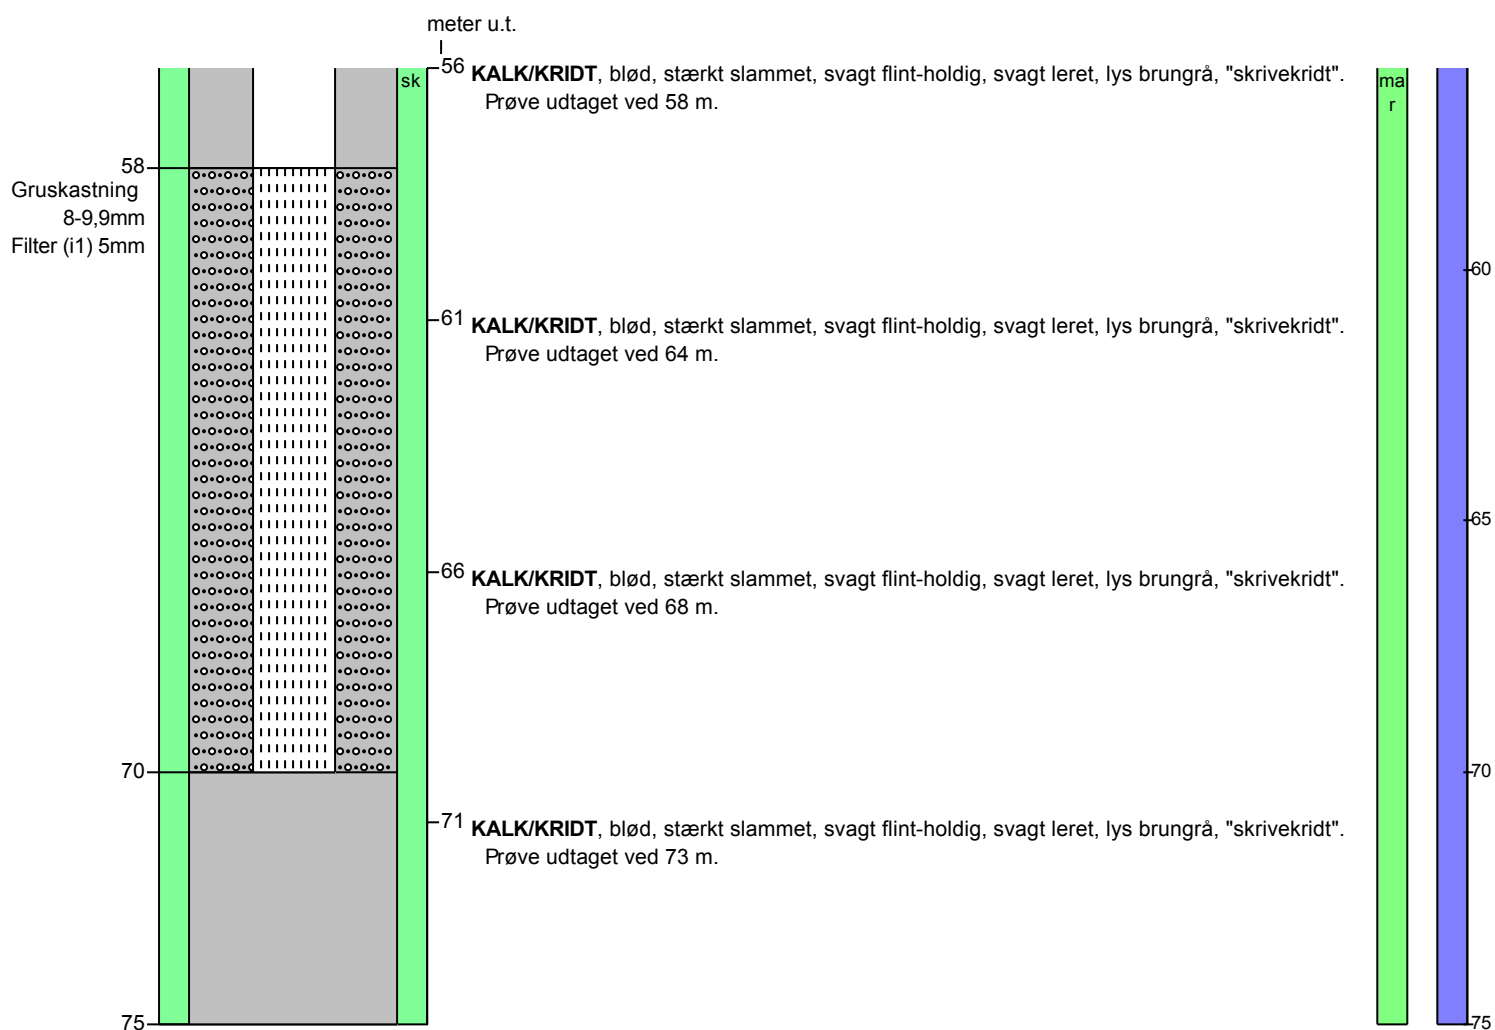 meter u.t.
sk
56 KALK/KRIDT, blød, stærkt slammet, svagt flint-holdig, svagt leret, lys brungrå, "skrivekridt".
Prøve udtaget ved 58 m.
ma
r
58
Gruskastning
8-9,9mm
Filter (i1) 5mm
60
61 KALK/KRIDT, blød, stærkt slammet, svagt flint-holdig, svagt leret, lys brungrå, "skrivekridt".
Prøve udtaget ved 64 m.
65
66 KALK/KRIDT, blød, stærkt slammet, svagt flint-holdig, svagt leret, lys brungrå, "skrivekridt".
Prøve udtaget ved 68 m.
70
70
71 KALK/KRIDT, blød, stærkt slammet, svagt flint-holdig, svagt leret, lys brungrå, "skrivekridt".
Prøve udtaget ved 73 m.
75
75